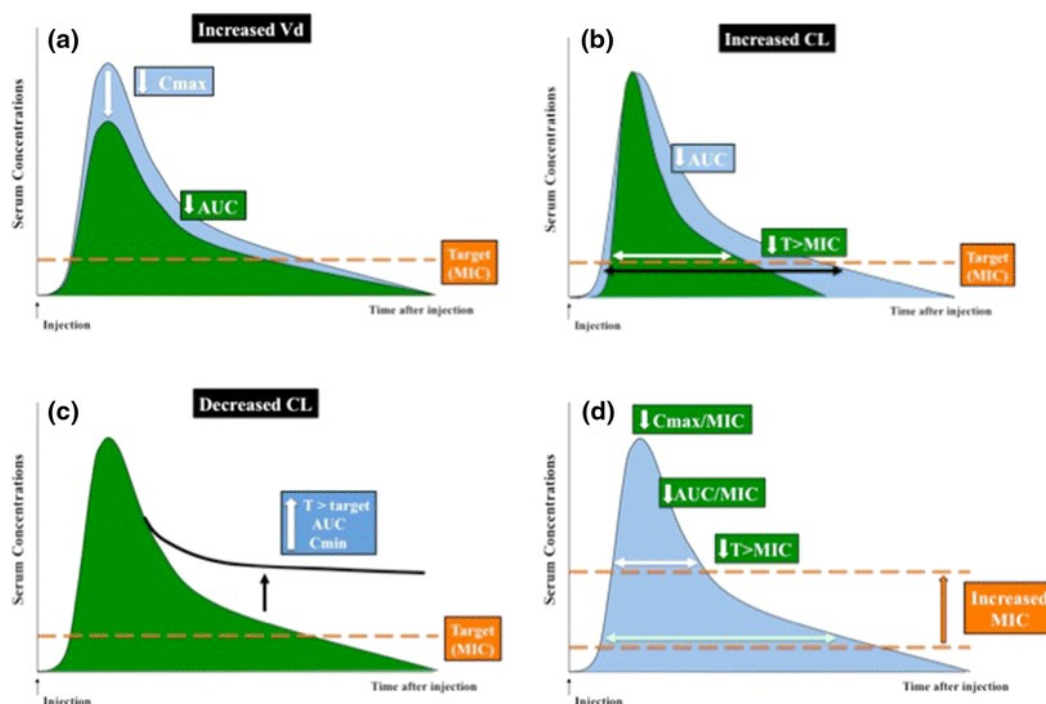 (a)
Increased Vd
Serum Concentrations
Cmax
AUC
Target
(MIC)
Time after injection
Injection
(b)
Increased CL
Serum Concentrations
AUC
T>MIC
Target
(MIC)
Time after injection
Injection
(c)
Decreased CL
Serum Concentrations
T > target
AUC
Cmin
Target
(MIC)
Time after injection
Injection
(d)
Serum Concentrations
Cmax/MIC
AUC/MIC
T>MIC
Increased
MIC
Time after injection
Injection